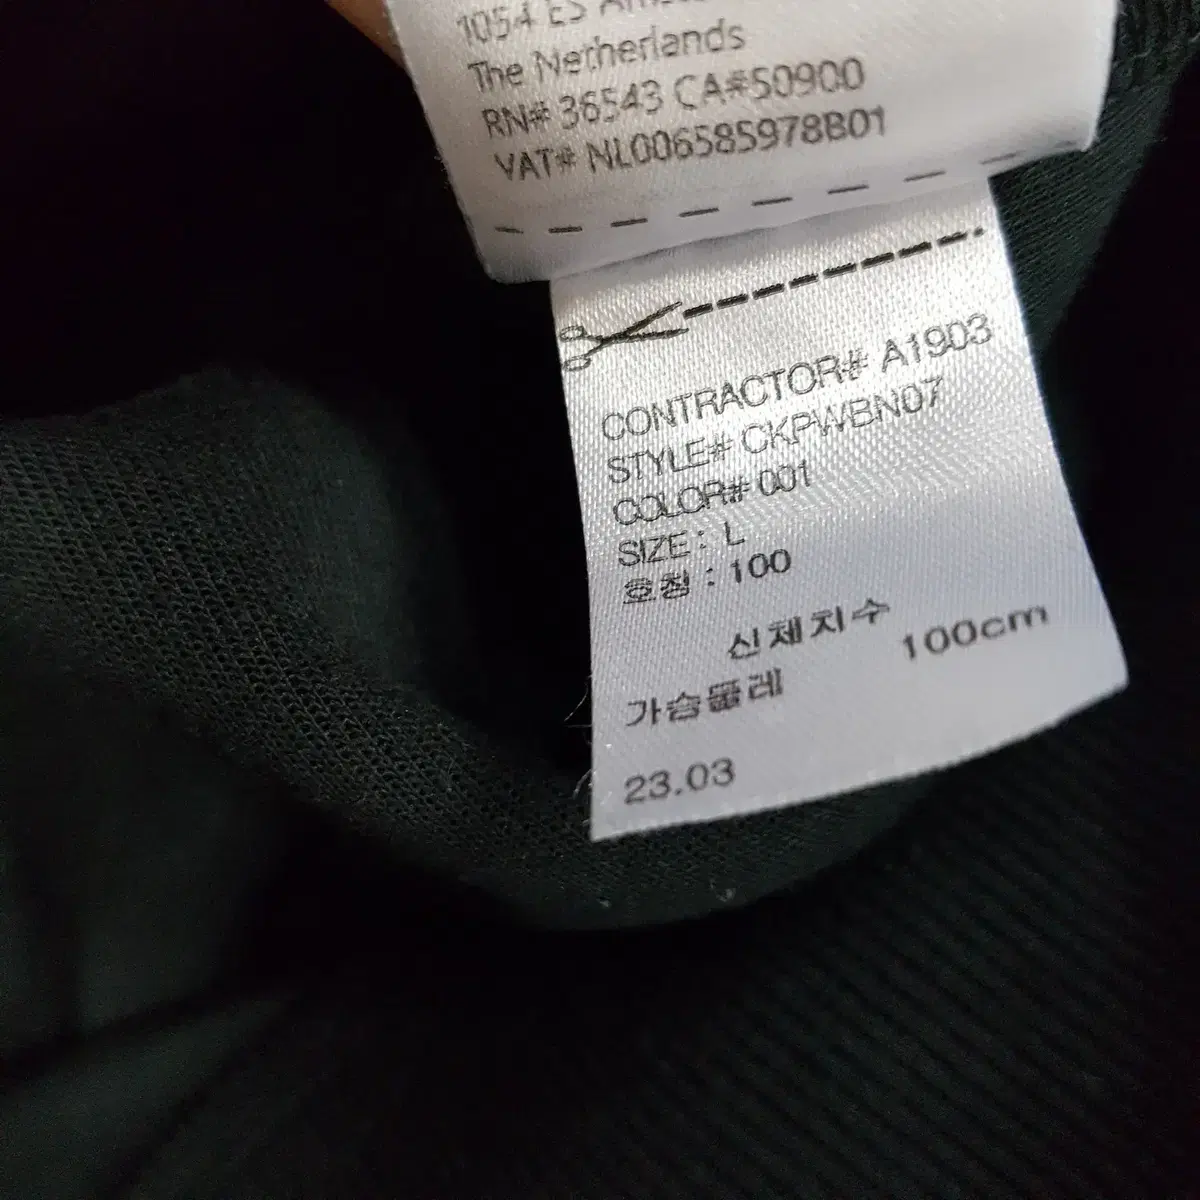 1054 ES
The Netherlands
RN# 36543 CA#50900
VAT# NL006585978B01
CONTRACTOR# A1903
STYLE# CKPWBN07
COLOR# 001
SIZE : L
호칭 : 100
신체치수
가슴둘레 100cm
23.03